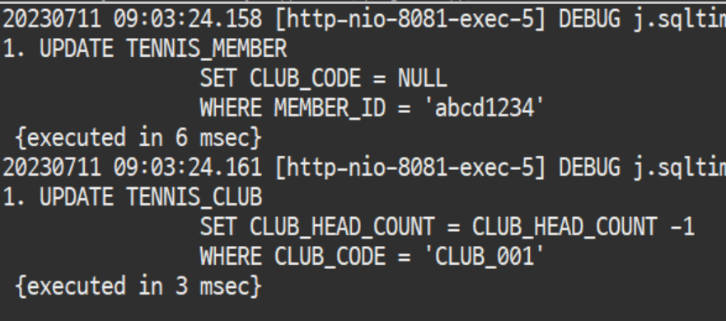 20230711 09:03:24.158 [http-nio-8081-exec-5] DEBUG j.sqltim
1. UPDATE TENNIS_MEMBER
SET CLUB_CODE = NULL
WHERE MEMBER_ID = 'abcd1234'
{executed in 6 msec}
20230711 09:03:24.161 [http-nio-8081-exec-5] DEBUG j.sqltim
1. UPDATE TENNIS_CLUB
SET CLUB_HEAD_COUNT = CLUB_HEAD_COUNT -1
WHERE CLUB_CODE = 'CLUB_001'
{executed in 3 msec}